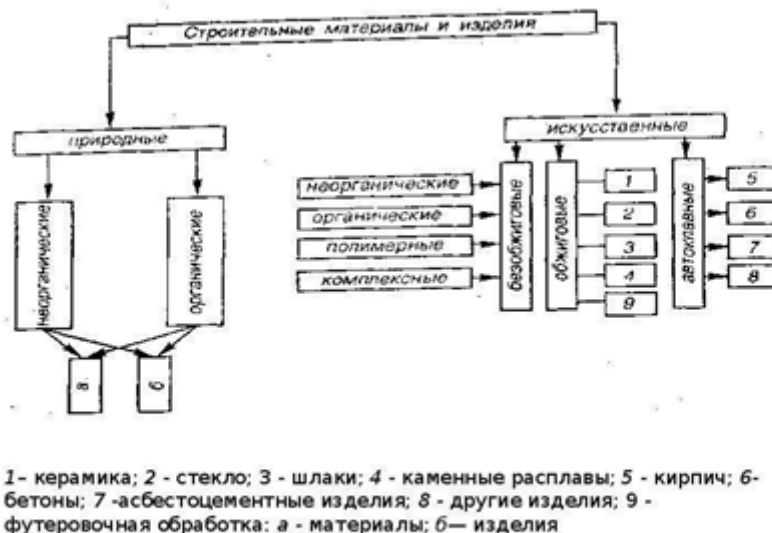 Строительные материалы и изделия
природные
искусственные
неорганические
органические
неорганические
органические
полимерные
комплексные
безобжиговые
обжиговые
1
2
3
4
9
автоклавные
5
6
7
8
а.
б
1– керамика; 2 - стекло; 3 - шлаки; 4 - каменные расплавы; 5 - кирпич; 6-
бетоны; 7 -асбестоцементные изделия; 8 - другие изделия; 9 -
футеровочная обработка: а - материалы; б— изделия